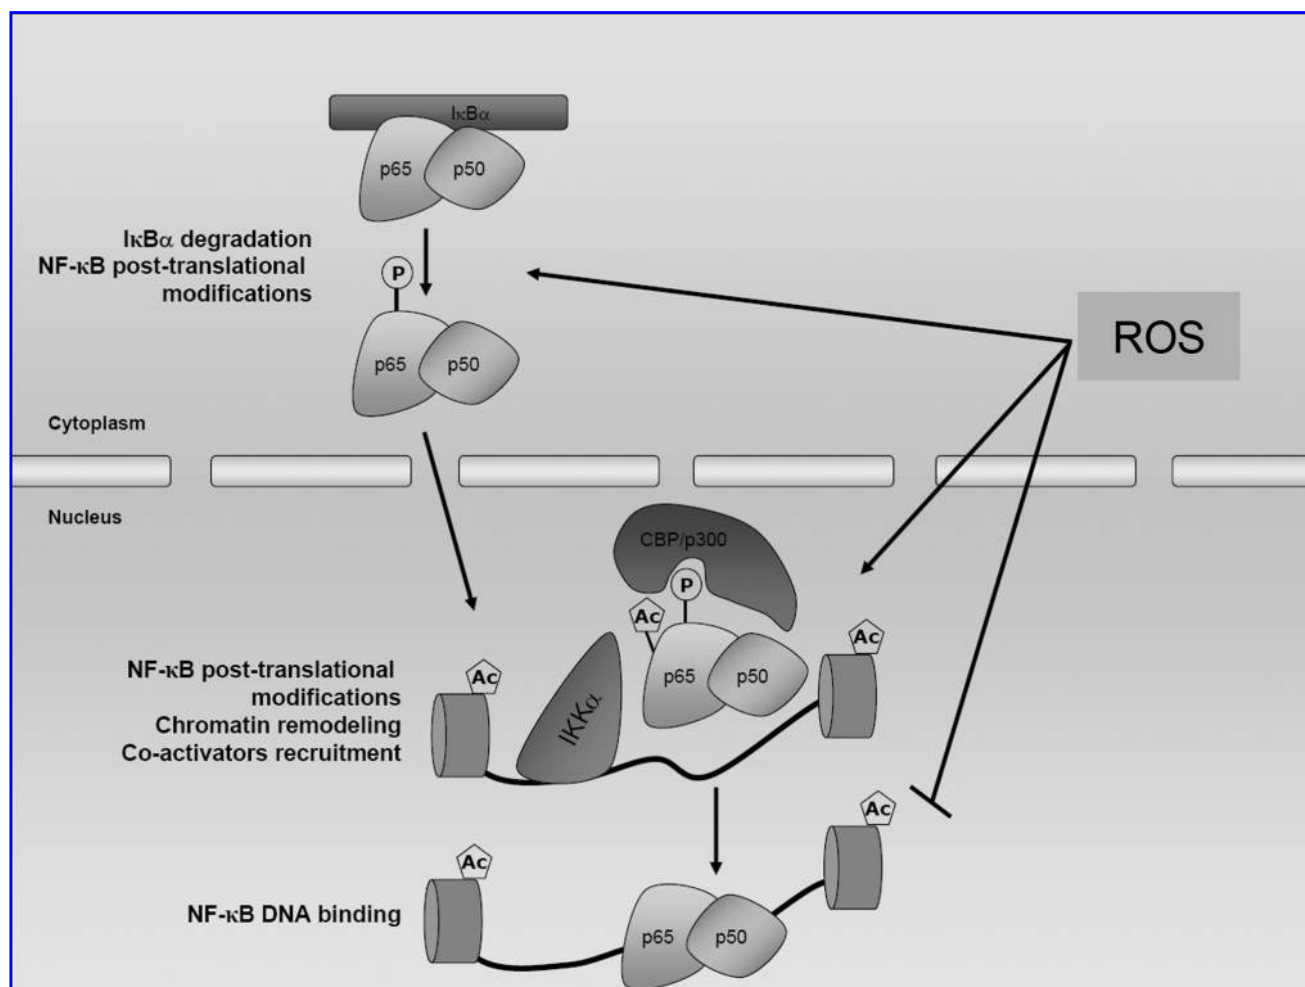 IκBα
p65
p50
IκBα degradation
NF-κB post-translational
modifications
P
p65
p50
ROS
Cytoplasm
Nucleus
CBP/p300
P
Ac
p65
p50
Ac
Ac
IKKα
NF-κB post-translational
modifications
Chromatin remodeling
Co-activators recruitment
Ac
Ac
NF-κB DNA binding
p65
p50